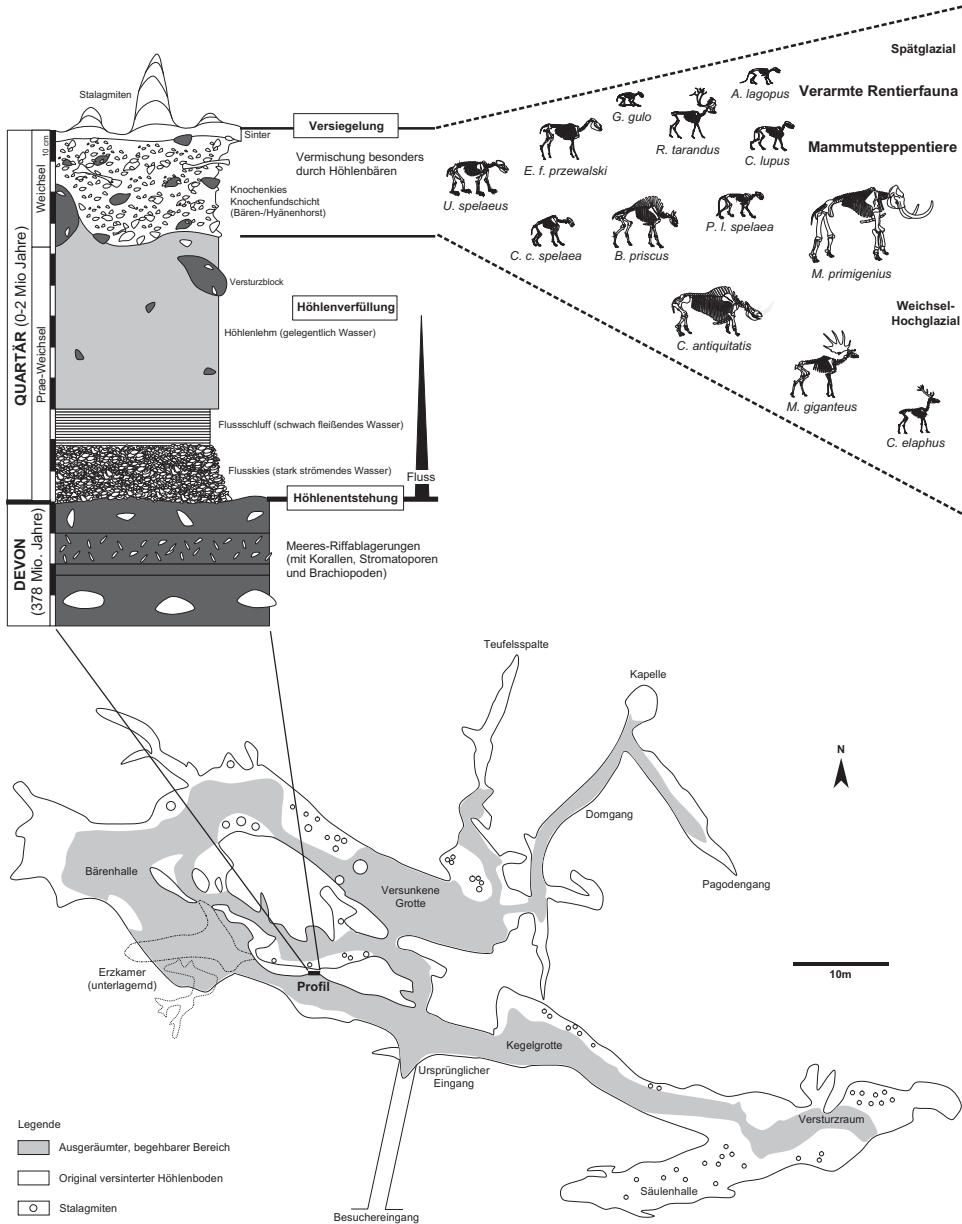 Spätglazial
Verarmte Rentierfauna
Mammutsteppentiere
A. lagopus
G. gulo
R. tarandus
C. lupus
E. f. przewalski
U. spelaeus
C. c. spelaea
B. priscus
P. l. spelaea
M. primigenius
Weichsel-
Hochglazial
C. antiquitatis
M. giganteus
C. elaphus
Stalagmiten
Sinter
Versiegelung
10 cm
Vermischung besonders
durch Höhlenbären
Knochenkies
Knochenfundschicht
(Bären-/Hyänenhorst)
Weichsel
Prae-Weichsel
QUARTÄR (0-2 Mio Jahre)
Versturzblock
Höhlenverfüllung
Höhlenlehm (gelegentlich Wasser)
Flussschluff (schwach fleißendes Wasser)
Flusskies (stark strömendes Wasser)
Fluss
Höhlenentstehung
DEVON
(378 Mio. Jahre)
Meeres-Riffablagerungen
(mit Korallen, Stromatoporen
und Brachiopoden)
Teufelsspalte
Kapelle
N
Domgang
Pagodengang
Bärenhalle
Versunkene
Grotte
Erzkamer
(unterlagernd)
Profil
10m
Kegelgrotte
Ursprünglicher
Eingang
Versturzraum
Säulenhalle
Besuchereingang
Legende
Ausgeräumter, begehbarer Bereich
Original versinterter Höhlenboden
Stalagmiten